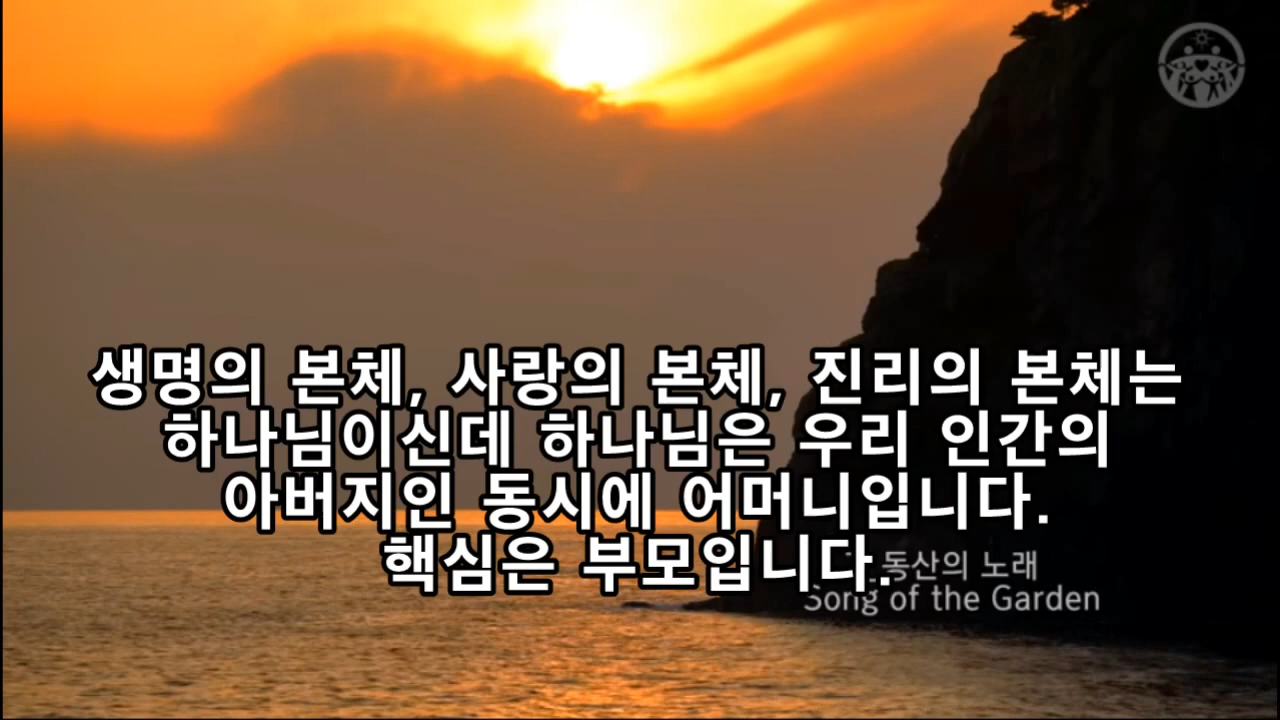 생명의 본체, 사랑의 본체, 진리의 본체는
하나님이신데 하나님은 우리 인간의
아버지인 동시에 어머니입니다.
핵심은 부모입니다.
동산의 노래
Song of the Garden